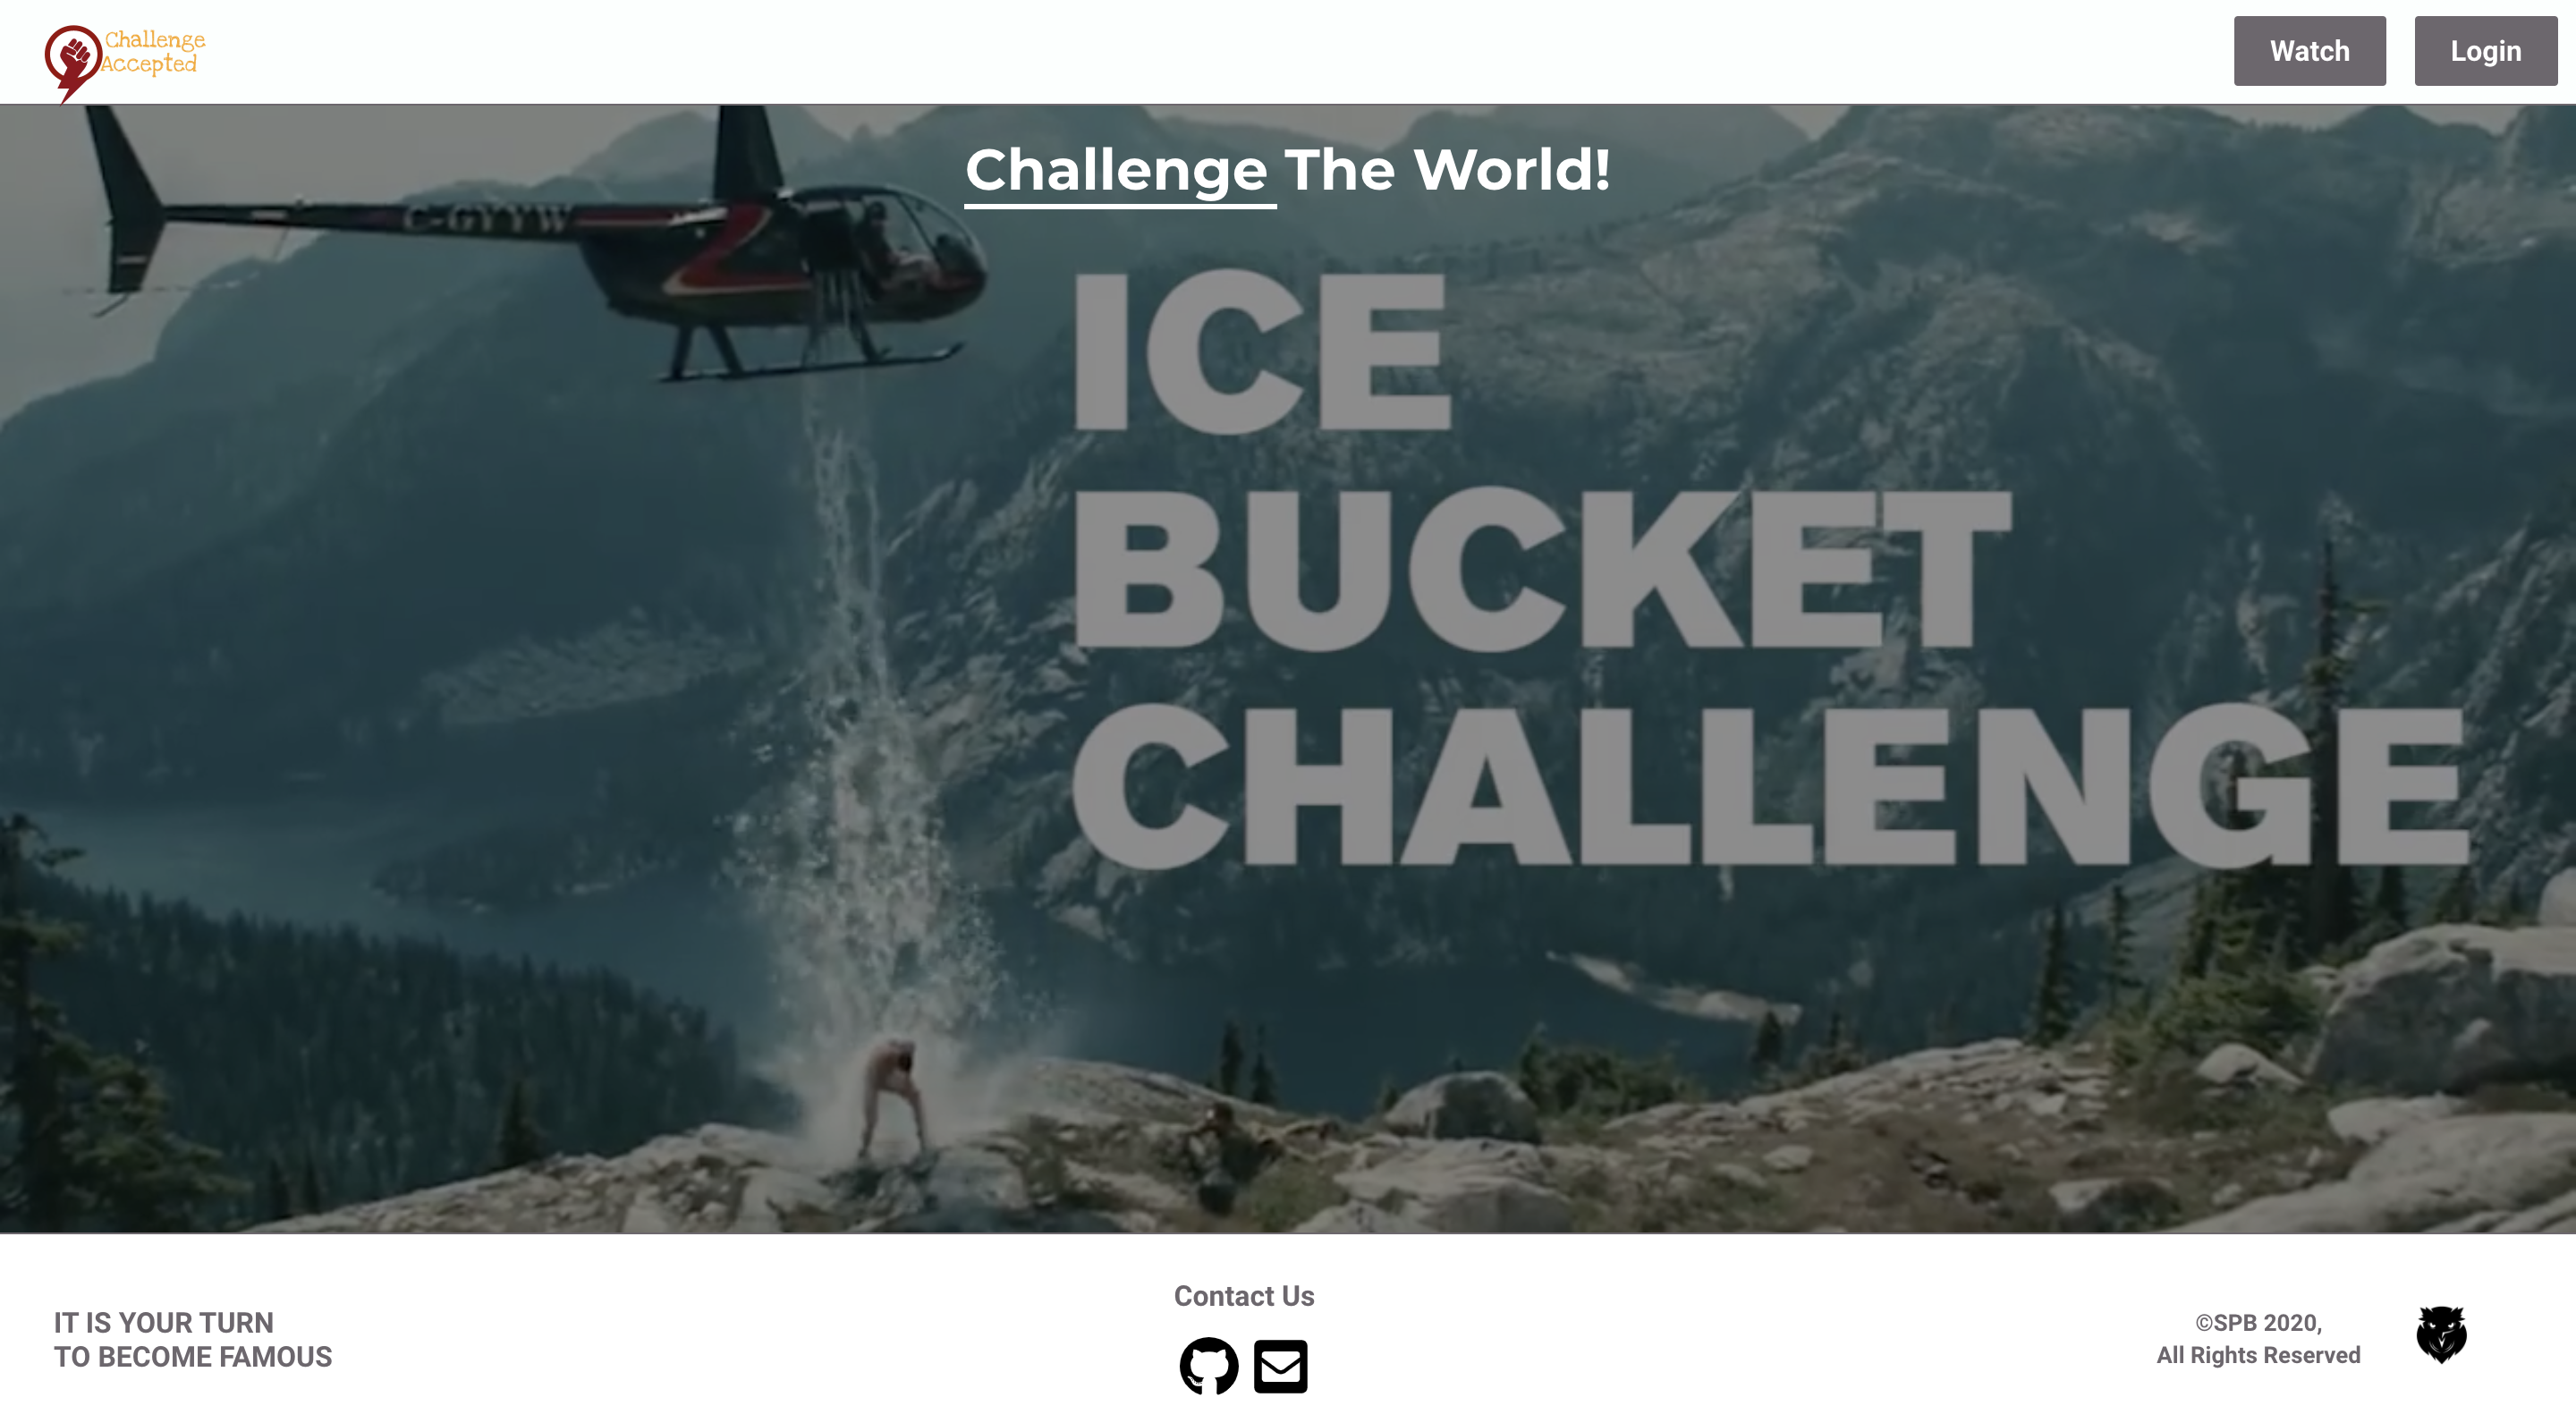 Challenge
Accepted
Watch
Login
Challenge The World!
C-GYYW
ICE
BUCKET
CHALLENGE
Contact Us
IT IS YOUR TURN
TO BECOME FAMOUS
©SPB 2020,
All Rights Reserved